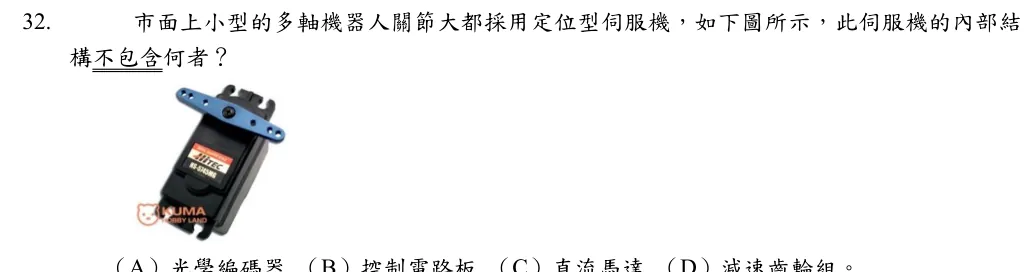 32. 市面上小型的多軸機器人關節大都採用定位型伺服機，如下圖所示，此伺服機的內部結
構不包含何者？
HiTEC
KUMA
HOBBY LAND
（A）光學編碼器（B）控制電路板（C）直流馬達（D）減速齒輪組。